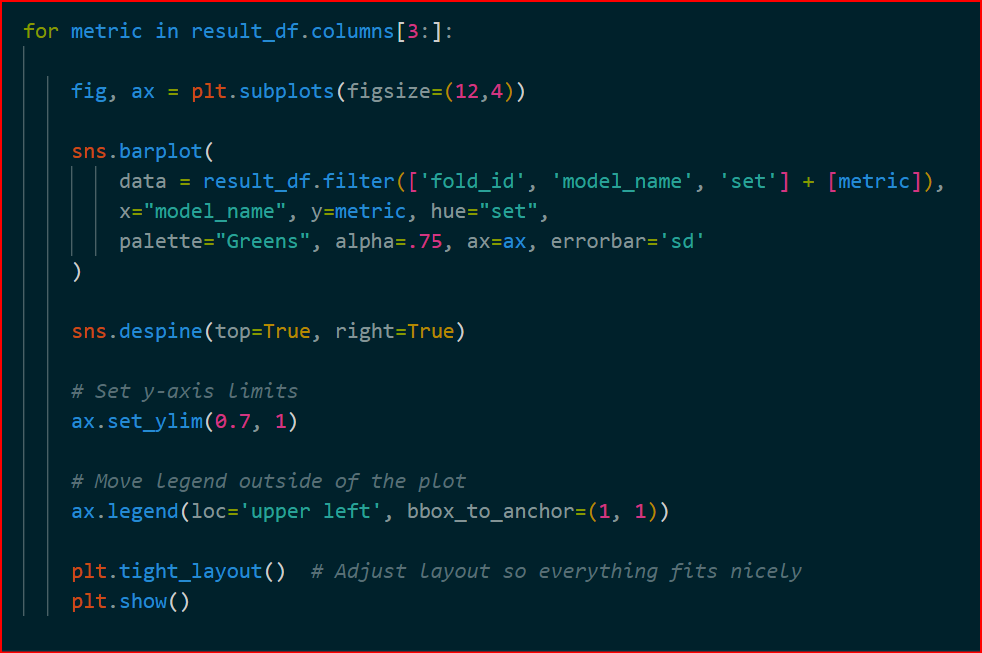 for metric in result_df.columns[3:]:
fig, ax = plt.subplots(figsize=(12,4))
sns.barplot(
data = result_df.filter(['fold_id', 'model_name', 'set'] + [metric]),
x="model_name", y=metric, hue="set",
palette="Greens", alpha=.75, ax=ax, errorbar='sd'
)
sns.despine(top=True, right=True)
# Set y-axis limits
ax.set_ylim(0.7, 1)
# Move legend outside of the plot
ax.legend(loc='upper left', bbox_to_anchor=(1, 1))
plt.tight_layout()  # Adjust layout so everything fits nicely
plt.show()